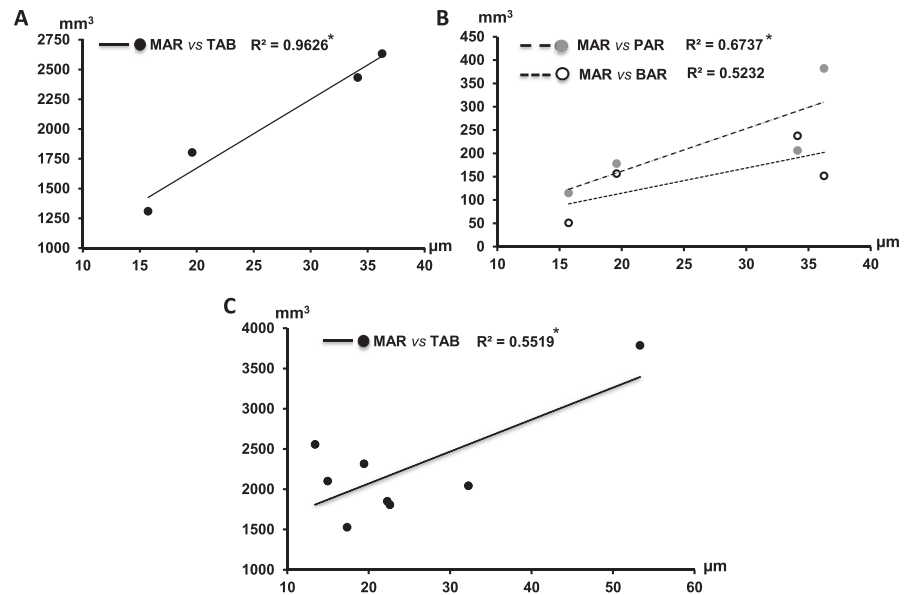 A
mm³
MAR vs TAB R² = 0.9626*
2750
2500
2250
2000
1750
1500
1250
1000
10 15 20 25 30 35 40
µm
B
mm³
MAR vs PAR R² = 0.6737*
MAR vs BAR R² = 0.5232
450
400
350
300
250
200
150
100
50
0
10 15 20 25 30 35 40
µm
C
mm³
MAR vs TAB R² = 0.5519*
4000
3500
3000
2500
2000
1500
1000
10 20 30 40 50 60
µm